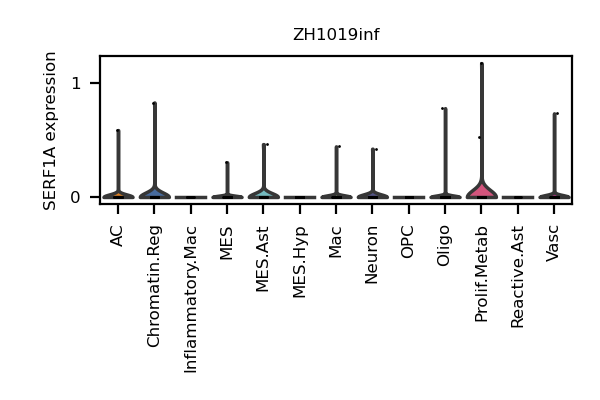 ZH1019inf
SERF1A expression
1
0
AC
Chromatin.Reg
Inflammatory.Mac
MES
MES.Ast
MES.Hyp
Mac
Neuron
OPC
Oligo
Prolif.Metab
Reactive.Ast
Vasc